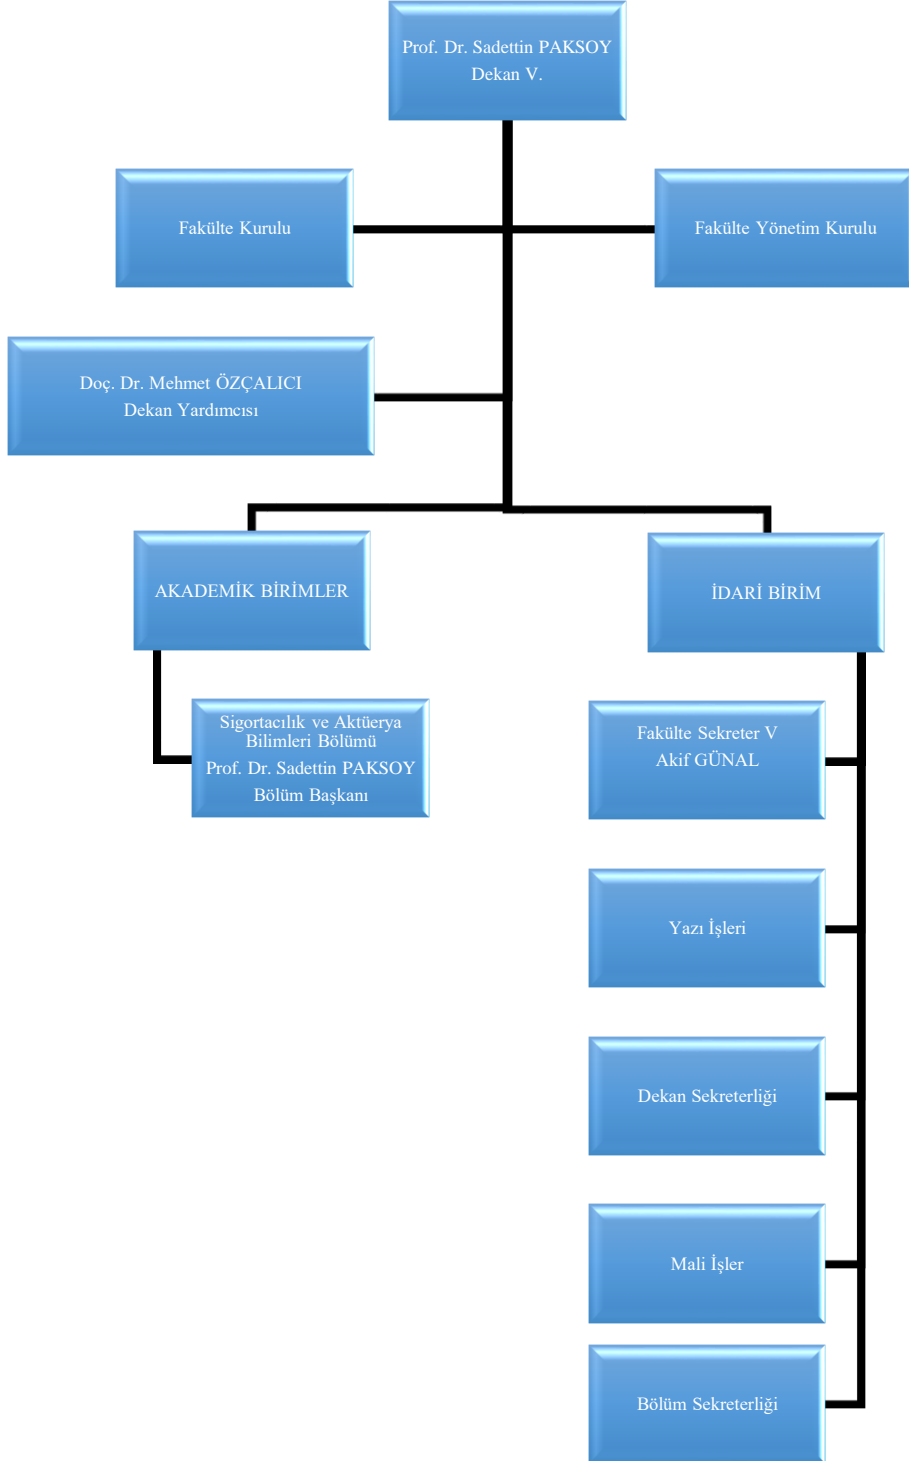 Prof. Dr. Sadettin PAKSOY
Dekan V.
Fakülte Kurulu
Fakülte Yönetim Kurulu
Doç. Dr. Mehmet ÖZÇALICI
Dekan Yardımcısı
AKADEMİK BİRİMLER
İDARİ BİRİM
Sigortacılık ve Aktüerya
Bilimleri Bölümü
Prof. Dr. Sadettin PAKSOY
Bölüm Başkanı
Fakülte Sekreter V
Akif GÜNAL
Yazı İşleri
Dekan Sekreterliği
Mali İşler
Bölüm Sekreterliği